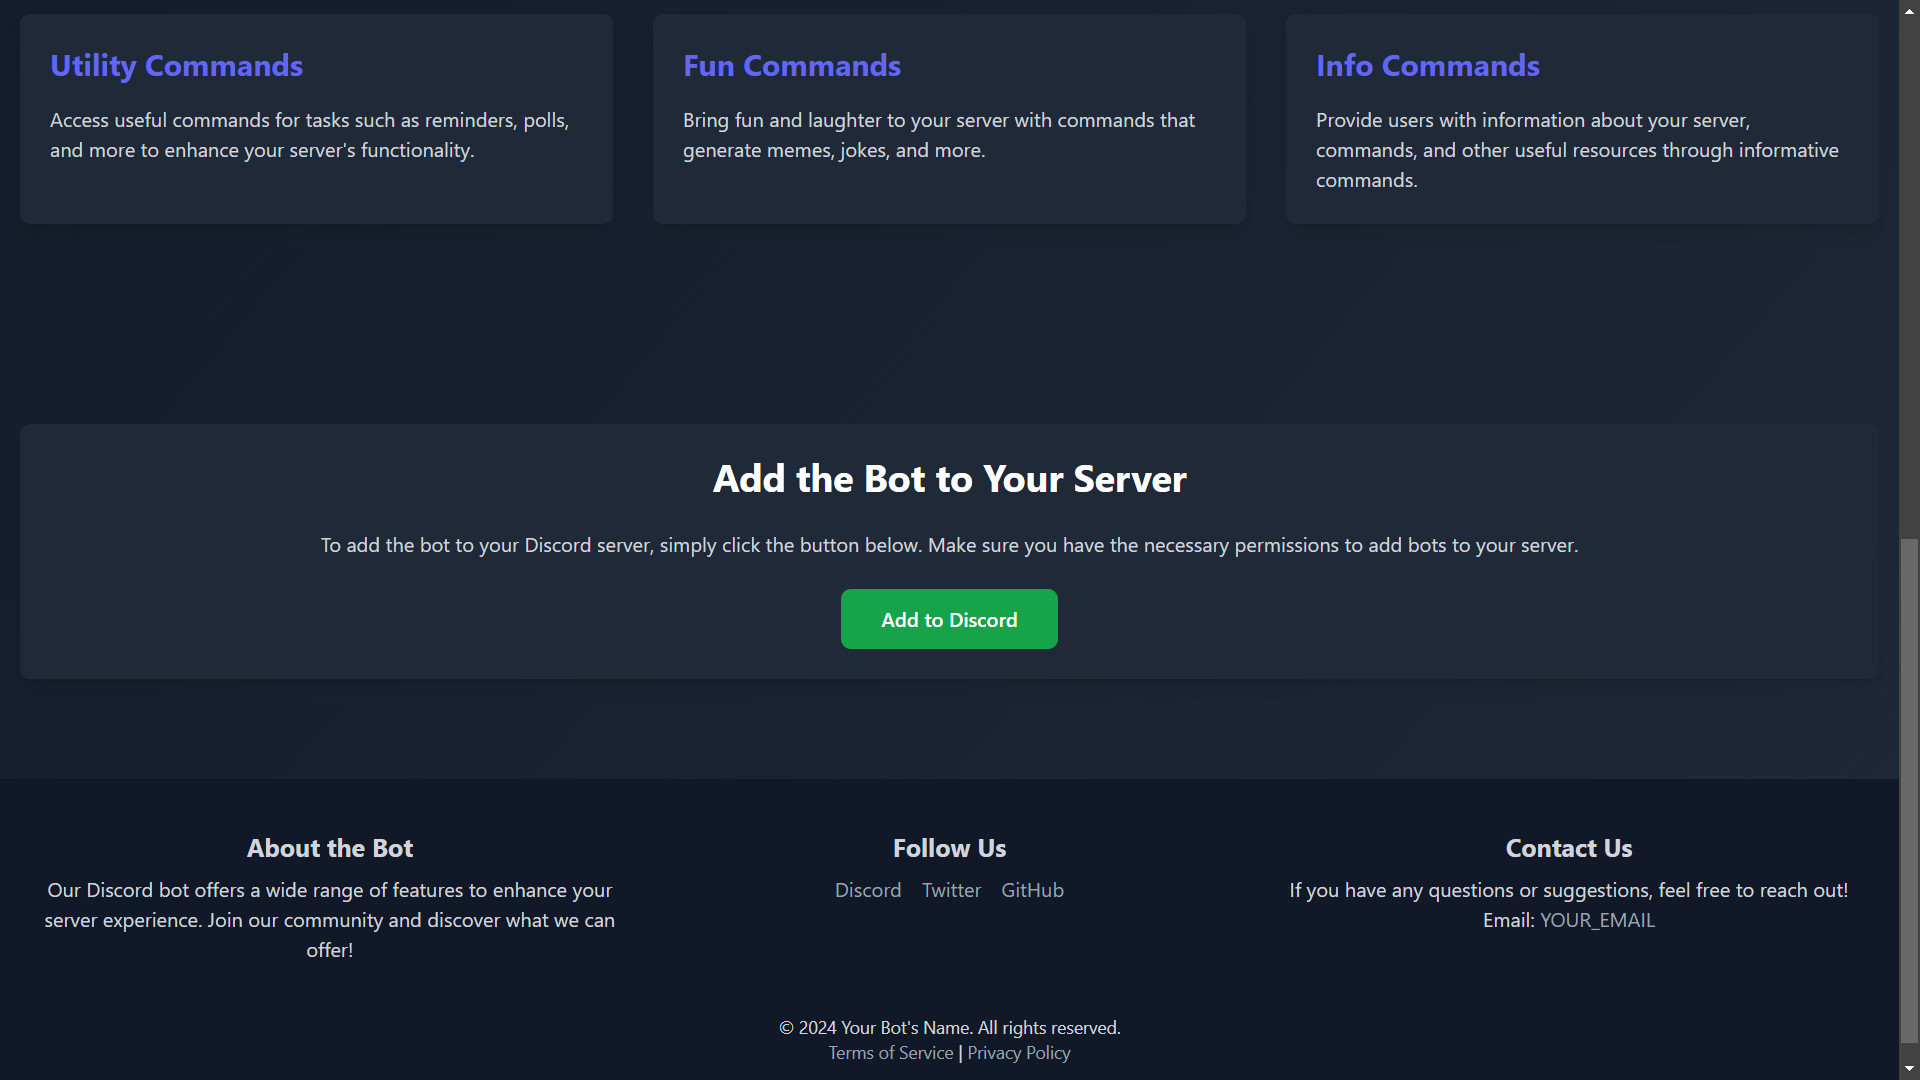 Utility Commands
Access useful commands for tasks such as reminders, polls,
and more to enhance your server's functionality.
Fun Commands
Bring fun and laughter to your server with commands that
generate memes, jokes, and more.
Info Commands
Provide users with information about your server,
commands, and other useful resources through informative
commands.
Add the Bot to Your Server
To add the bot to your Discord server, simply click the button below. Make sure you have the necessary permissions to add bots to your server.
Add to Discord
About the Bot
Our Discord bot offers a wide range of features to enhance your
server experience. Join our community and discover what we can
offer!
Follow Us
Discord Twitter GitHub
Contact Us
If you have any questions or suggestions, feel free to reach out!
Email: YOUR_EMAIL
© 2024 Your Bot's Name. All rights reserved.
Terms of Service | Privacy Policy